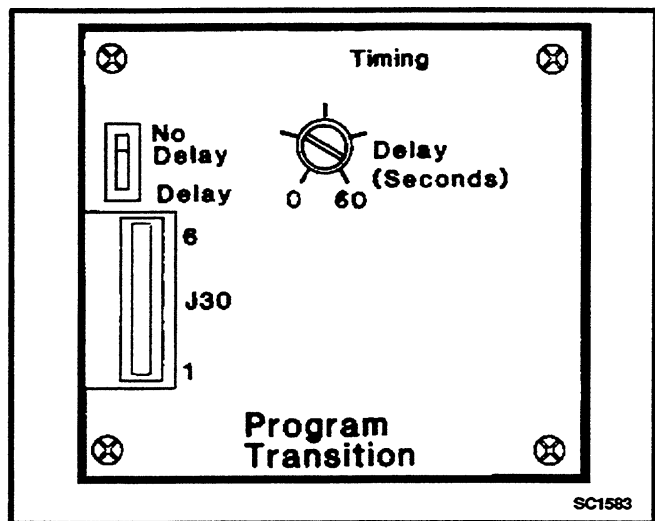 Timing
No
Delay
Delay
Delay
(Seconds)
0 60
6
J30
1
Program
Transition
SC1583